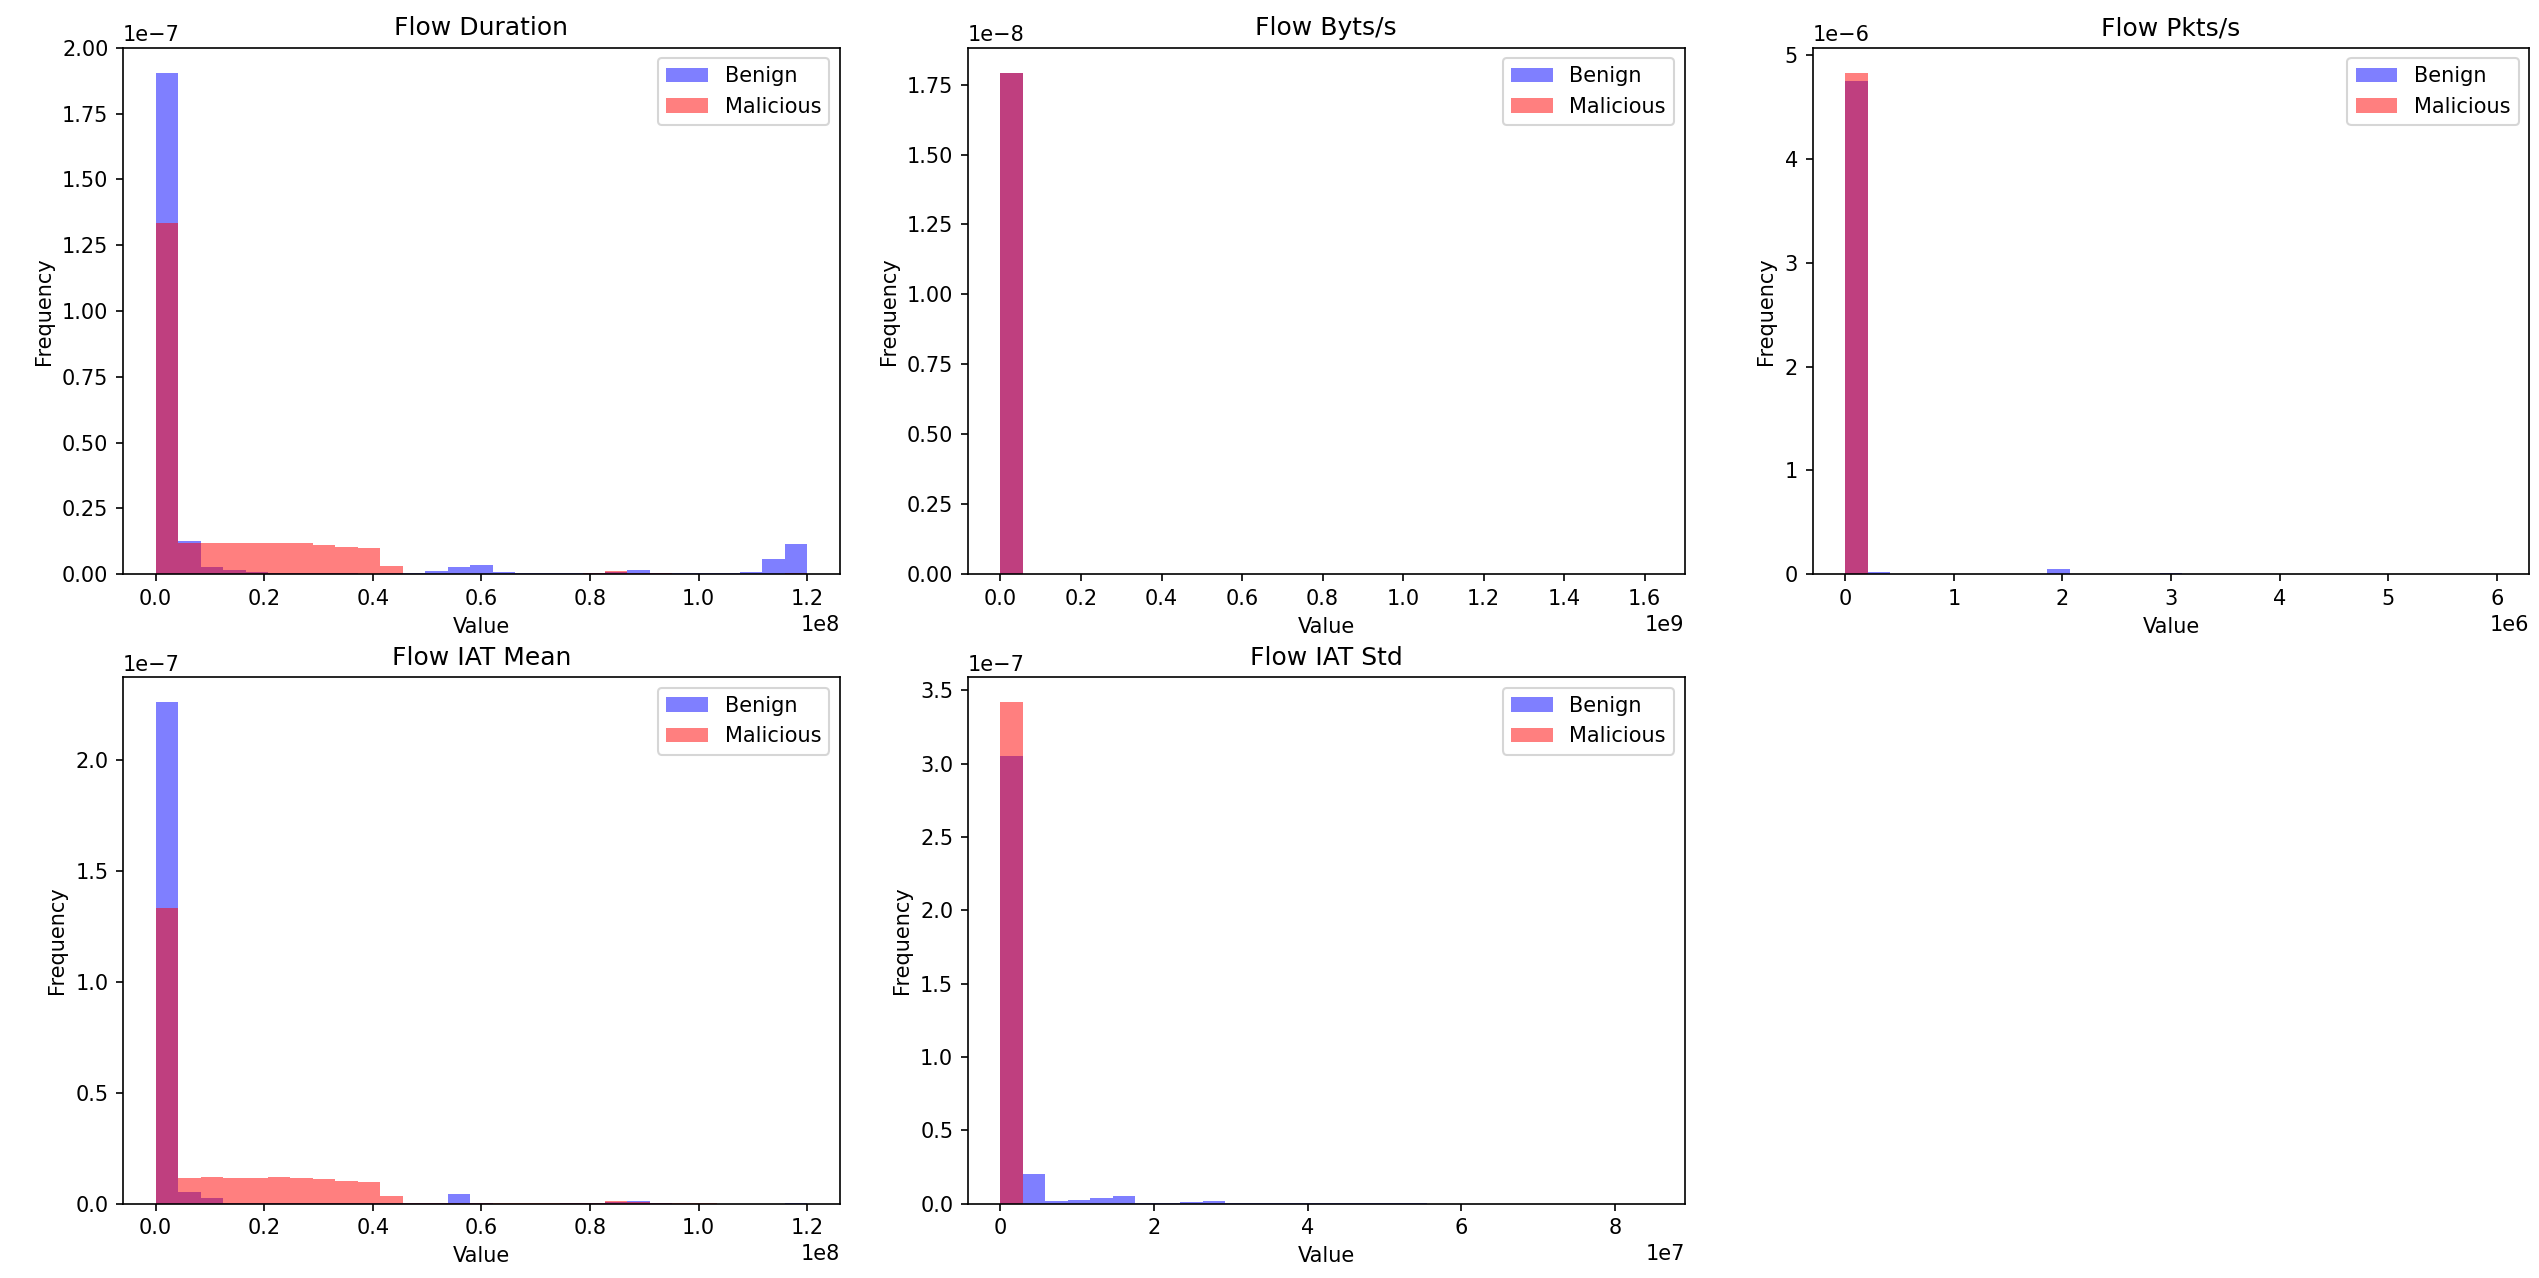 Flow Duration
1e−7
2.00
1.75
1.50
1.25
1.00
0.75
0.50
0.25
0.00
Frequency
0.0 0.2 0.4 0.6 0.8 1.0 1.2
Value
1e8
Benign
Malicious
Flow Byts/s
1e−8
1.75
1.50
1.25
1.00
0.75
0.50
0.25
0.00
Frequency
0.0 0.2 0.4 0.6 0.8 1.0 1.2 1.4 1.6
Value
1e9
Benign
Malicious
Flow Pkts/s
1e−6
5
4
3
2
1
0
Frequency
0 1 2 3 4 5 6
Value
1e6
Benign
Malicious
Flow IAT Mean
1e−7
2.0
1.5
1.0
0.5
0.0
Frequency
0.0 0.2 0.4 0.6 0.8 1.0 1.2
Value
1e8
Benign
Malicious
Flow IAT Std
1e−7
3.5
3.0
2.5
2.0
1.5
1.0
0.5
0.0
Frequency
0 2 4 6 8
Value
1e7
Benign
Malicious